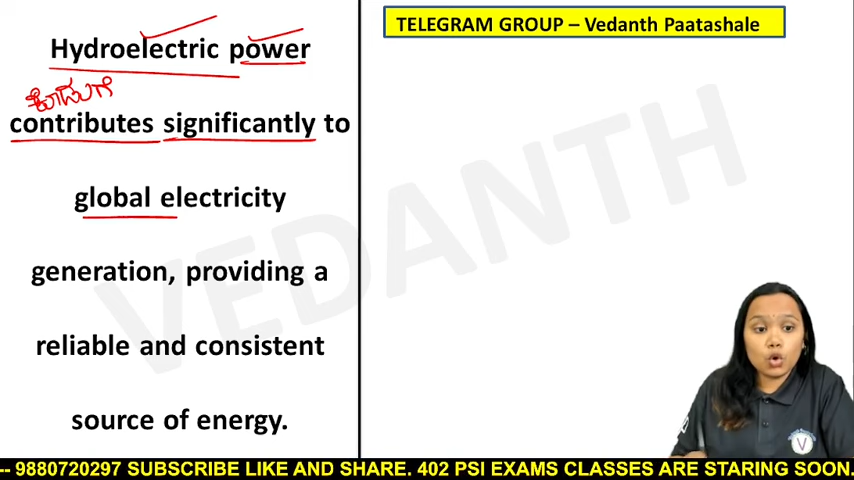 TELEGRAM GROUP – Vedanth Paatashale
Hydroelectric power
ಕೊಡುಗೆ
contributes significantly to
global electricity
generation, providing a
reliable and consistent
source of energy.
VEDANTH
-- 9880720297 SUBSCRIBE LIKE AND SHARE. 402 PSI EXAMS CLASSES ARE STARING SOON.